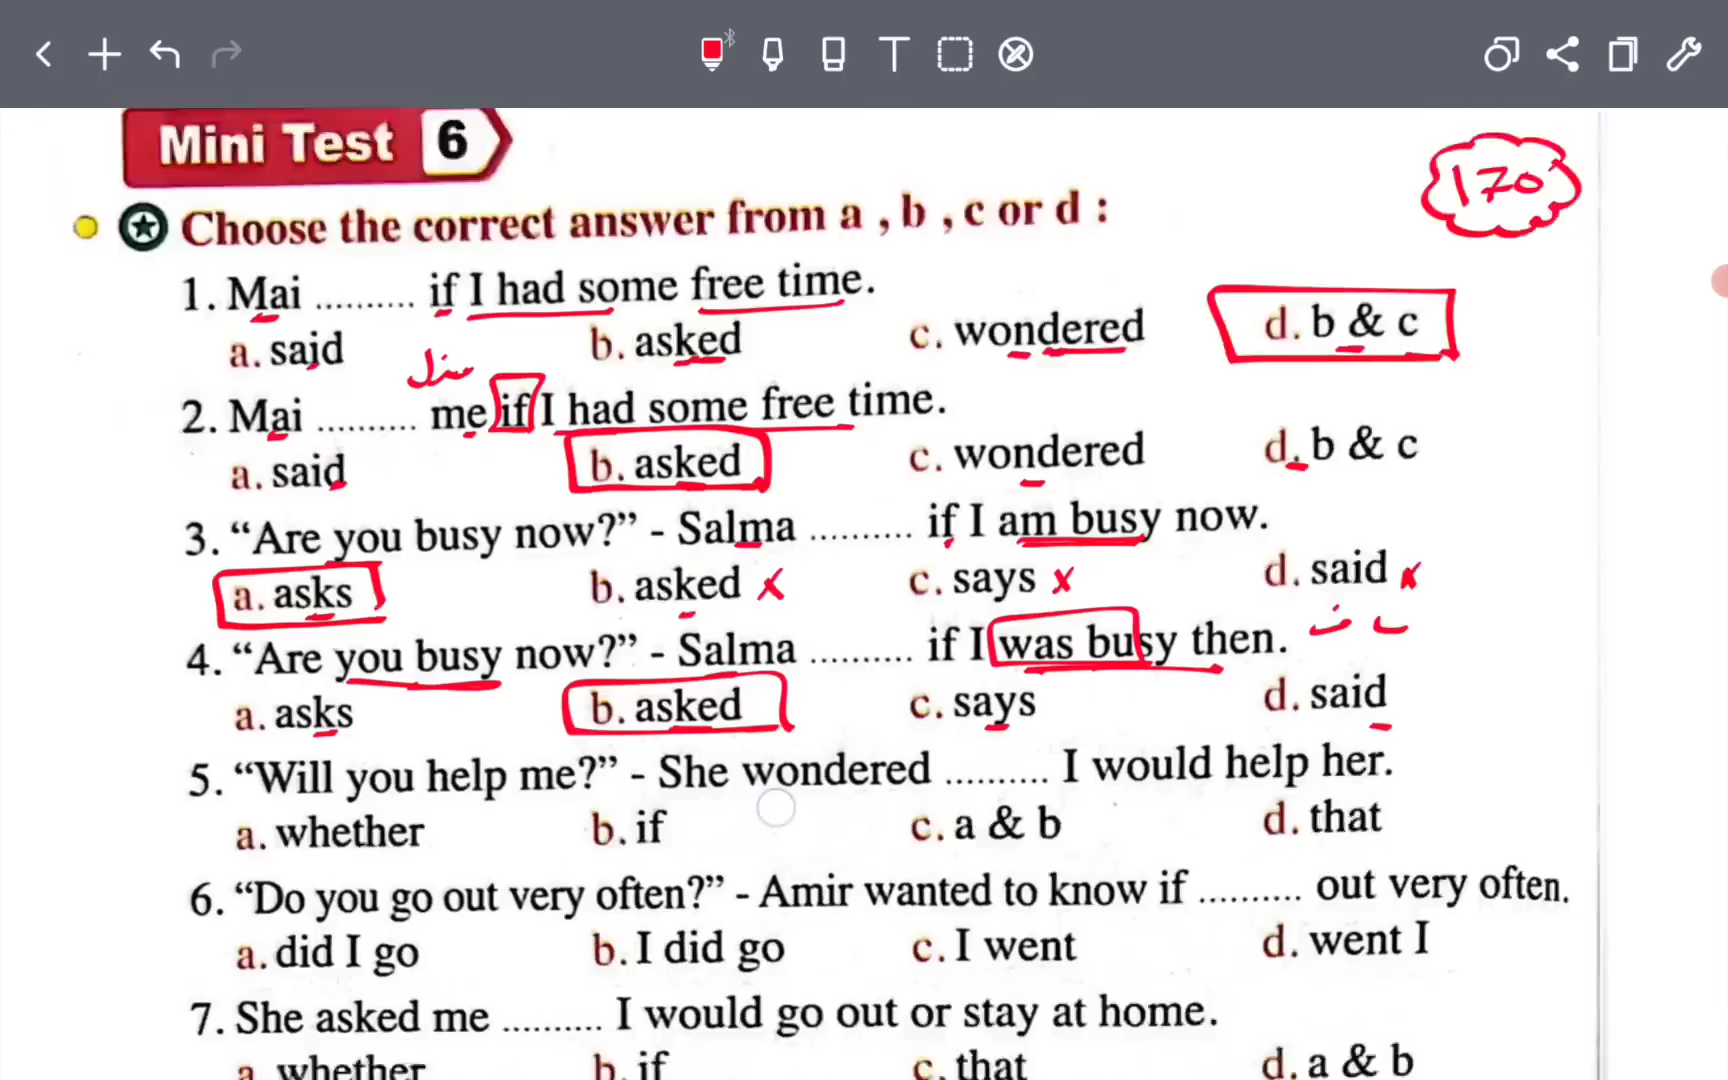 Mini Test 6
170
Choose the correct answer from a , b , c or d :
1. Mai .......... if I had some free time.
a. said b. asked c. wondered d. b & c
2. Mai .......... me if I had some free time.
a. said b. asked c. wondered d. b & c
3. “Are you busy now?” - Salma .......... if I am busy now.
a. asks b. asked x c. says x d. said x
4. “Are you busy now?” - Salma .......... if I was busy then.
a. asks b. asked c. says d. said
5. “Will you help me?” - She wondered .......... I would help her.
a. whether b. if c. a & b d. that
6. “Do you go out very often?” - Amir wanted to know if .......... out very often.
a. did I go b. I did go c. I went d. went I
7. She asked me .......... I would go out or stay at home.
a. whether b. if c. that d. a & b